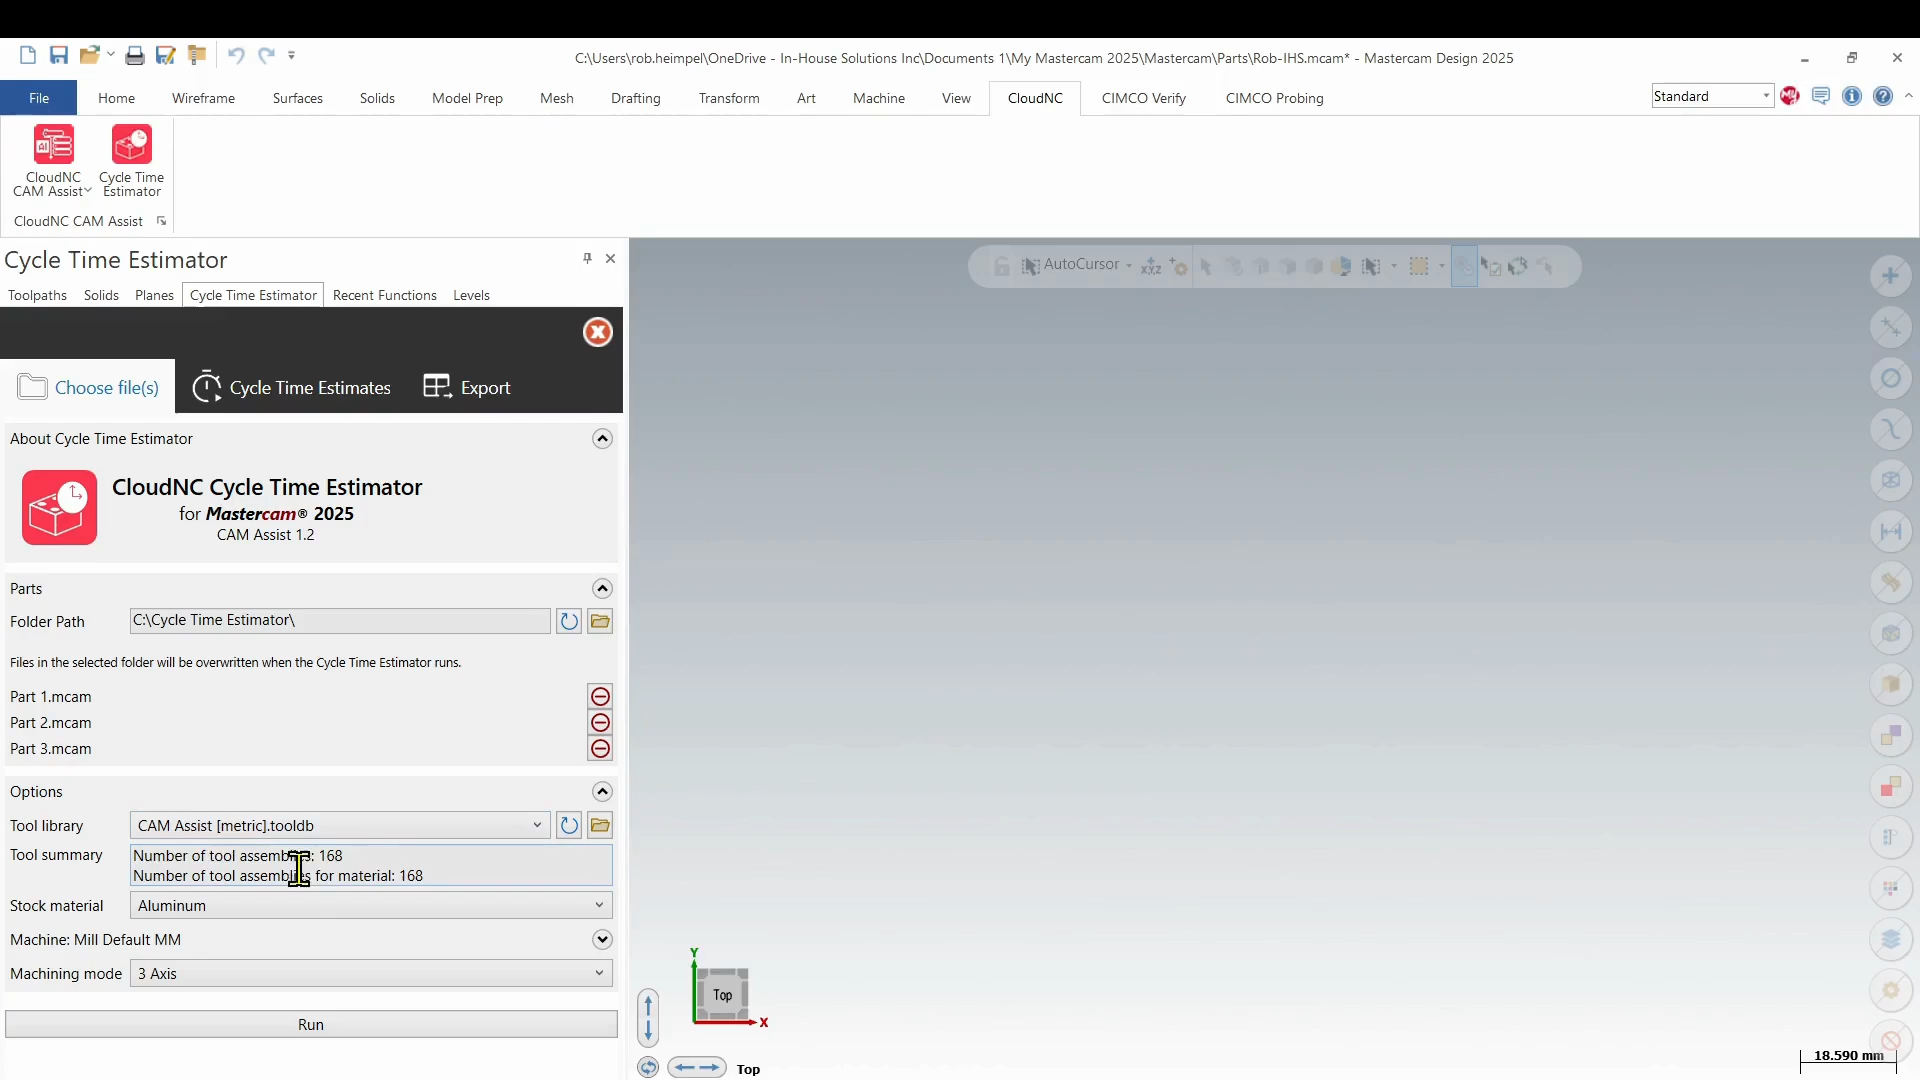 C:\Users\rob.heimpel\OneDrive - In-House Solutions Inc\Documents 1\My Mastercam 2025\Mastercam\Parts\Rob-IHS.mcam* - Mastercam Design 2025
File
Home
Wireframe
Surfaces
Solids
Model Prep
Mesh
Drafting
Transform
Art
Machine
View
CloudNC
CIMCO Verify
CIMCO Probing
Standard
AI
CloudNC
CAM Assist
Cycle Time
Estimator
CloudNC CAM Assist
Cycle Time Estimator
Toolpaths
Solids
Planes
Cycle Time Estimator
Recent Functions
Levels
AutoCursor
Choose file(s)
Cycle Time Estimates
Export
About Cycle Time Estimator
CloudNC Cycle Time Estimator
for Mastercam® 2025
CAM Assist 1.2
Parts
Folder Path
C:\Cycle Time Estimator\
Files in the selected folder will be overwritten when the Cycle Time Estimator runs.
Part 1.mcam
Part 2.mcam
Part 3.mcam
Options
Tool library
CAM Assist [metric].tooldb
Tool summary
Number of tool assemblies: 168
Number of tool assemblies for material: 168
Stock material
Aluminum
Machine: Mill Default MM
Machining mode
3 Axis
Run
Y
Top
X
Top
18.590 mm